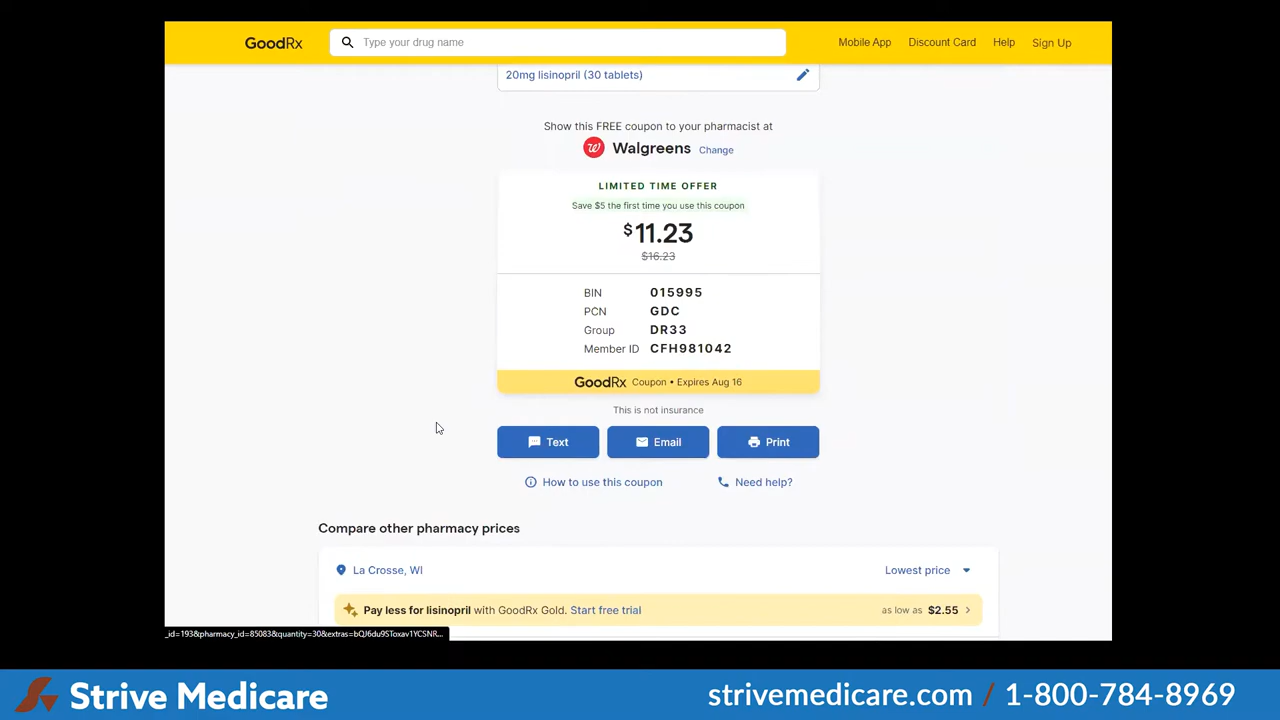 GoodRx
Type your drug name
Mobile App
Discount Card
Help
Sign Up
20mg lisinopril (30 tablets)
Show this FREE coupon to your pharmacist at
Walgreens Change
LIMITED TIME OFFER
Save $5 the first time you use this coupon
$11.23
$16.23
BIN 015995
PCN GDC
Group DR33
Member ID CFH981042
GoodRx Coupon • Expires Aug 16
This is not insurance
Text
Email
Print
How to use this coupon
Need help?
Compare other pharmacy prices
La Crosse, WI
Lowest price
Pay less for lisinopril with GoodRx Gold. Start free trial
as low as $2.55
Strive Medicare
strivemedicare.com / 1-800-784-8969